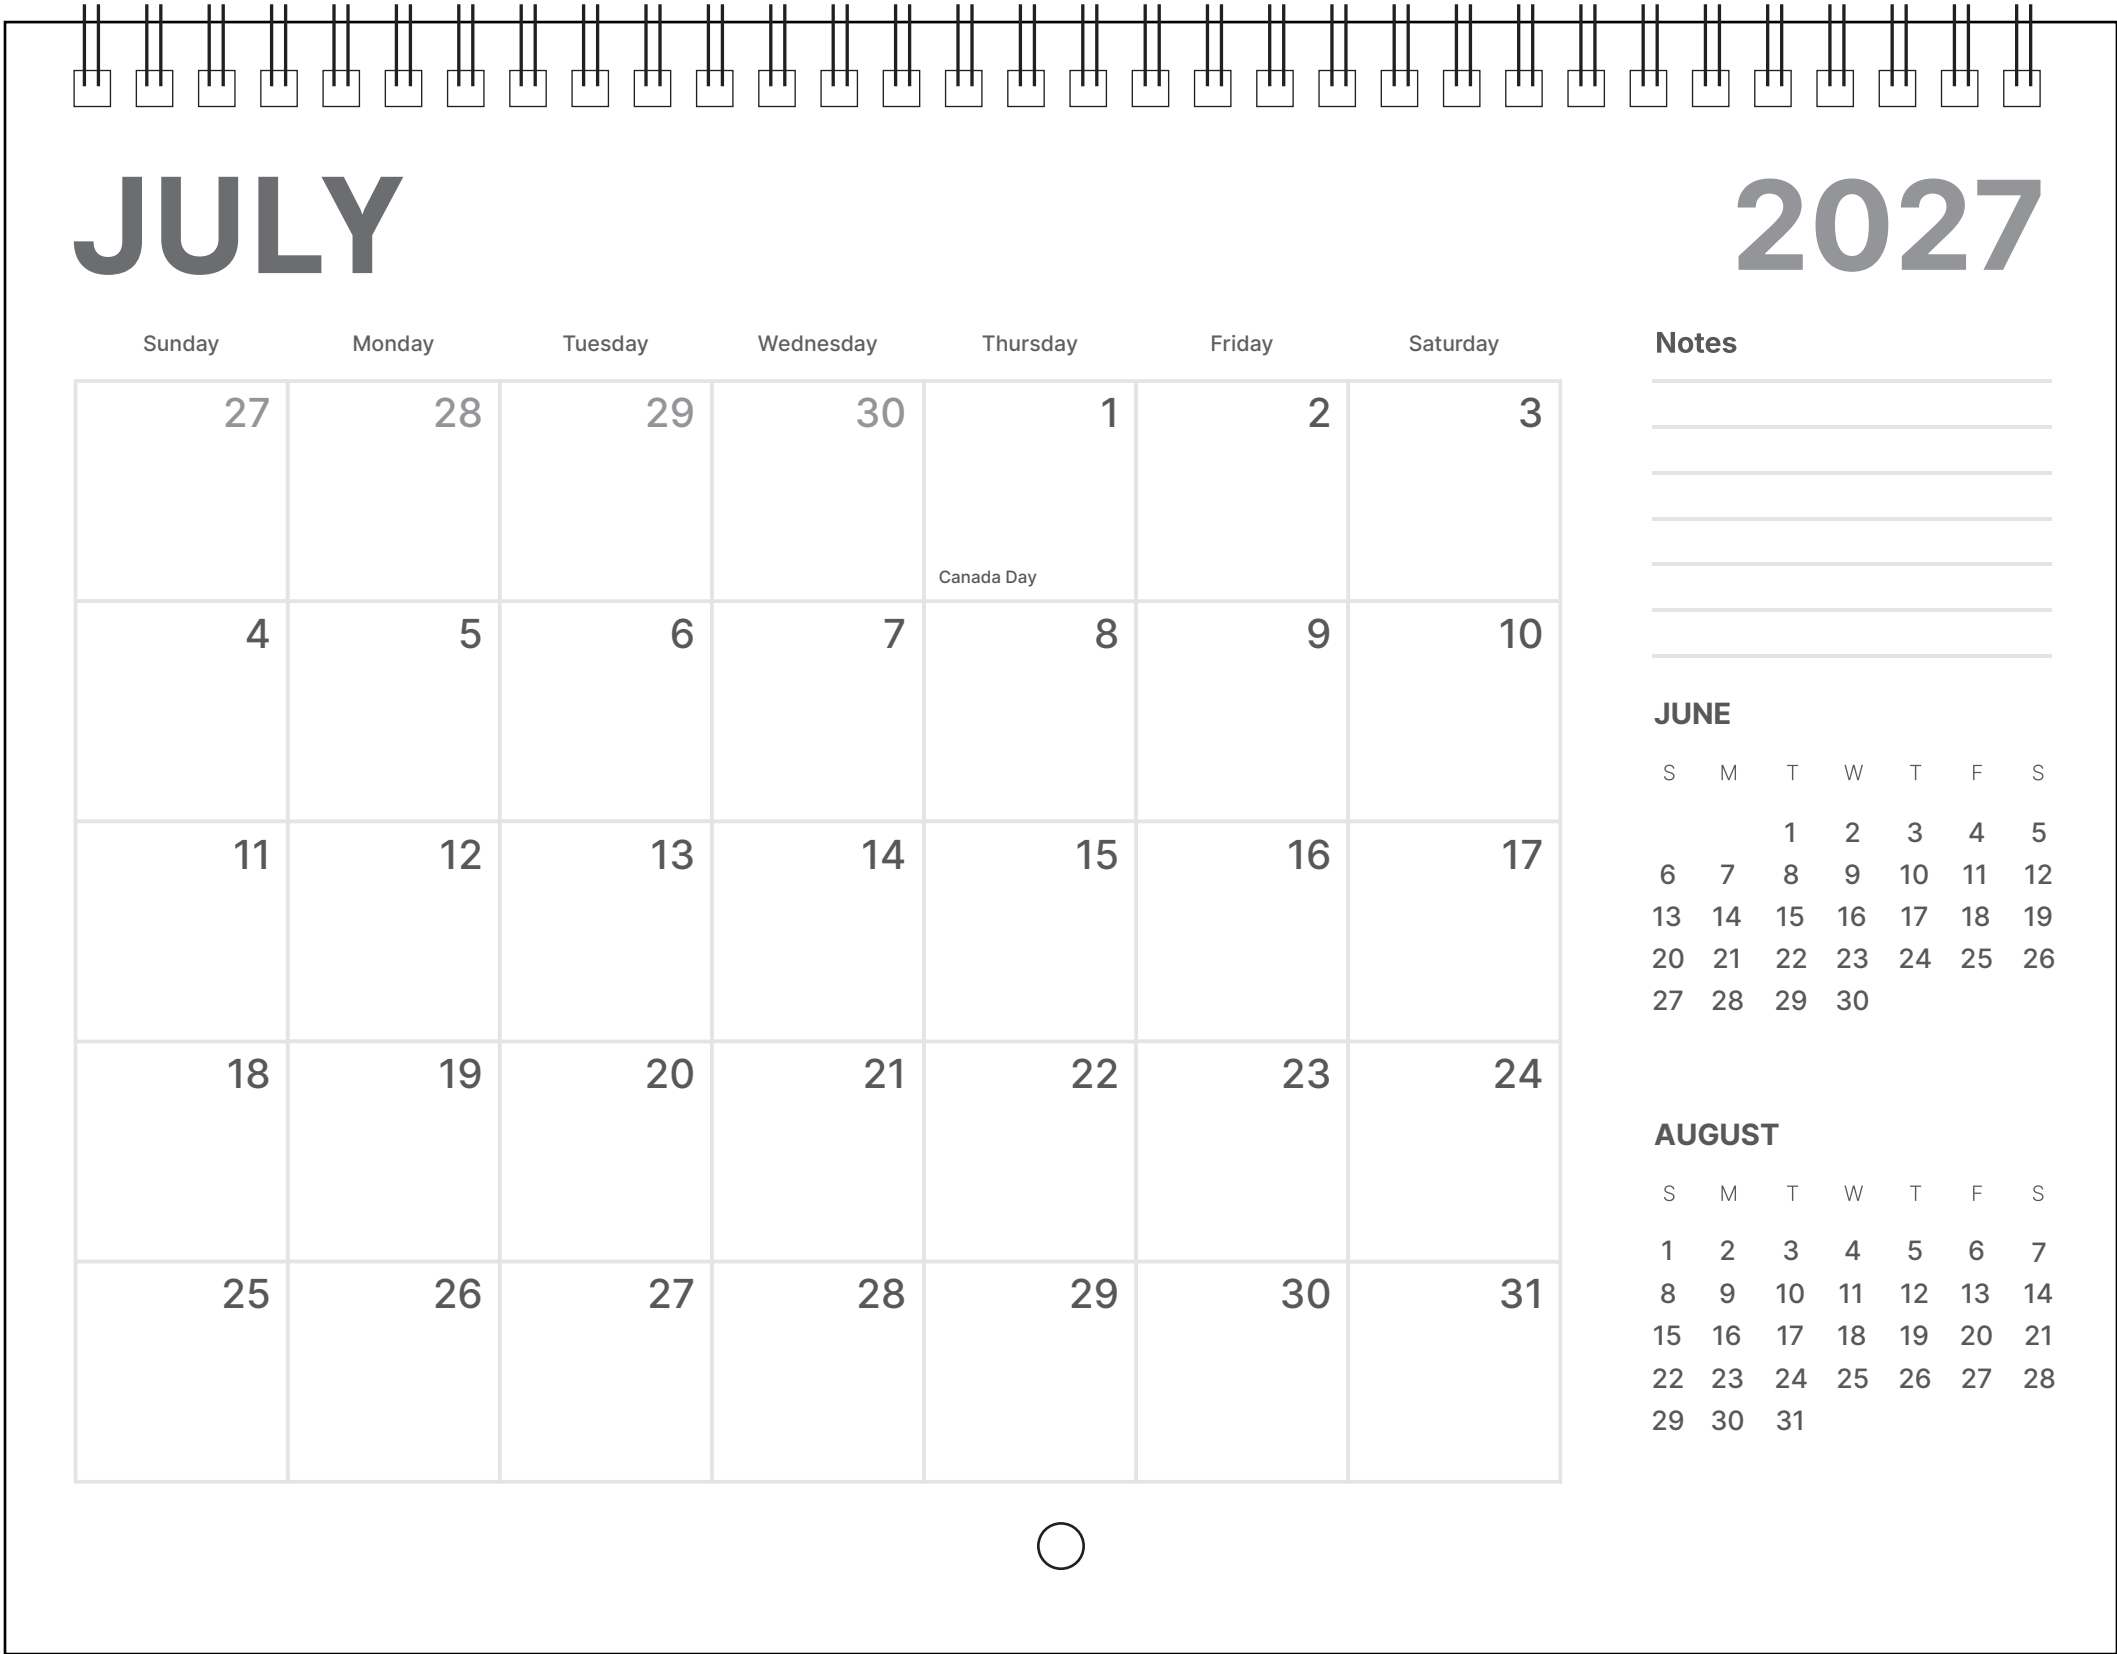 JULY 2027
Sunday Monday Tuesday Wednesday Thursday Friday Saturday
27 28 29 30 1 2 3
Canada Day
4 5 6 7 8 9 10
11 12 13 14 15 16 17
18 19 20 21 22 23 24
25 26 27 28 29 30 31
Notes
JUNE
S M T W T F S
1 2 3 4 5
6 7 8 9 10 11 12
13 14 15 16 17 18 19
20 21 22 23 24 25 26
27 28 29 30
AUGUST
S M T W T F S
1 2 3 4 5 6 7
8 9 10 11 12 13 14
15 16 17 18 19 20 21
22 23 24 25 26 27 28
29 30 31